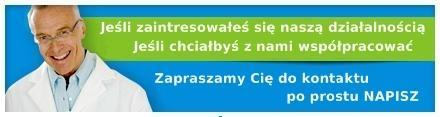 Jeśli zaintresowałeś się naszą działalnością
Jeśli chciałbyś z nami współpracować
Zapraszamy Cię do kontaktu
po prostu NAPISZ